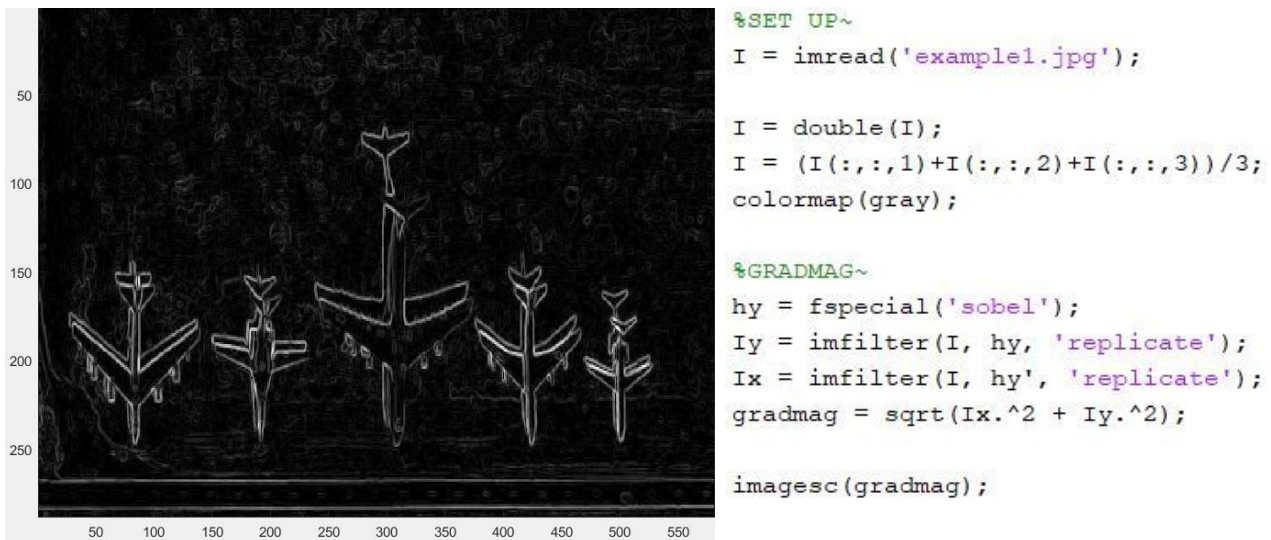 50
100
150
200
250
50 100 150 200 250 300 350 400 450 500 550
%SET UP~
I = imread('example1.jpg');
I = double(I);
I = (I(:,:,1)+I(:,:,2)+I(:,:,3))/3;
colormap(gray);
%GRADMAG~
hy = fspecial('sobel');
Iy = imfilter(I, hy, 'replicate');
Ix = imfilter(I, hy', 'replicate');
gradmag = sqrt(Ix.^2 + Iy.^2);
imagesc(gradmag);